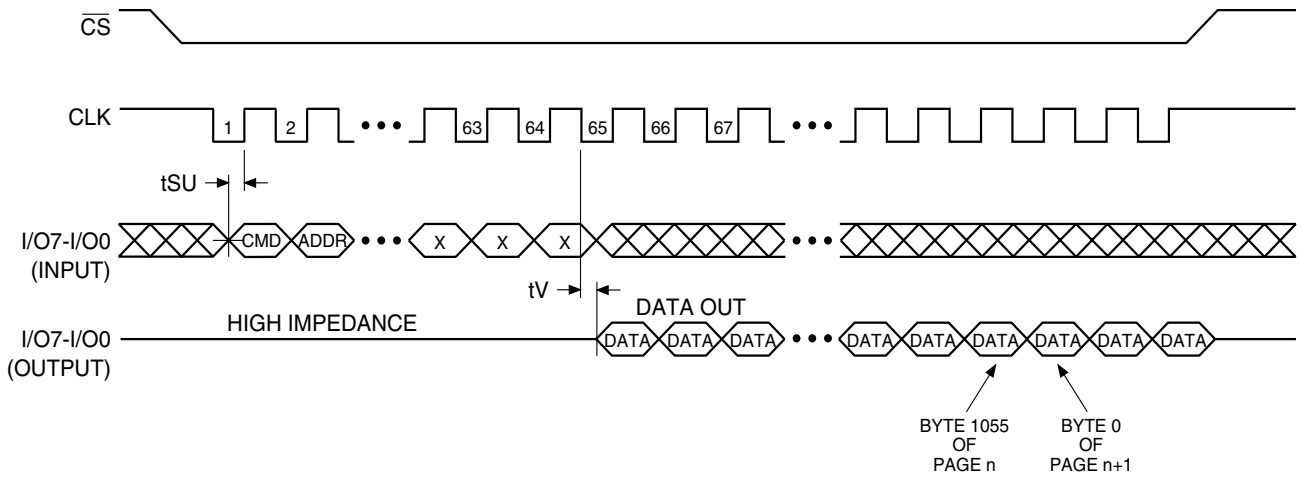 CS
CLK
1 2 ••• 63 64 65 66 67 •••
tSU
I/O7-I/O0
(INPUT)
CMD ADDR ••• X X X •••
tV
DATA OUT
HIGH IMPEDANCE
I/O7-I/O0
(OUTPUT)
DATA DATA DATA ••• DATA DATA DATA DATA DATA DATA
BYTE 1055
OF
PAGE n
BYTE 0
OF
PAGE n+1